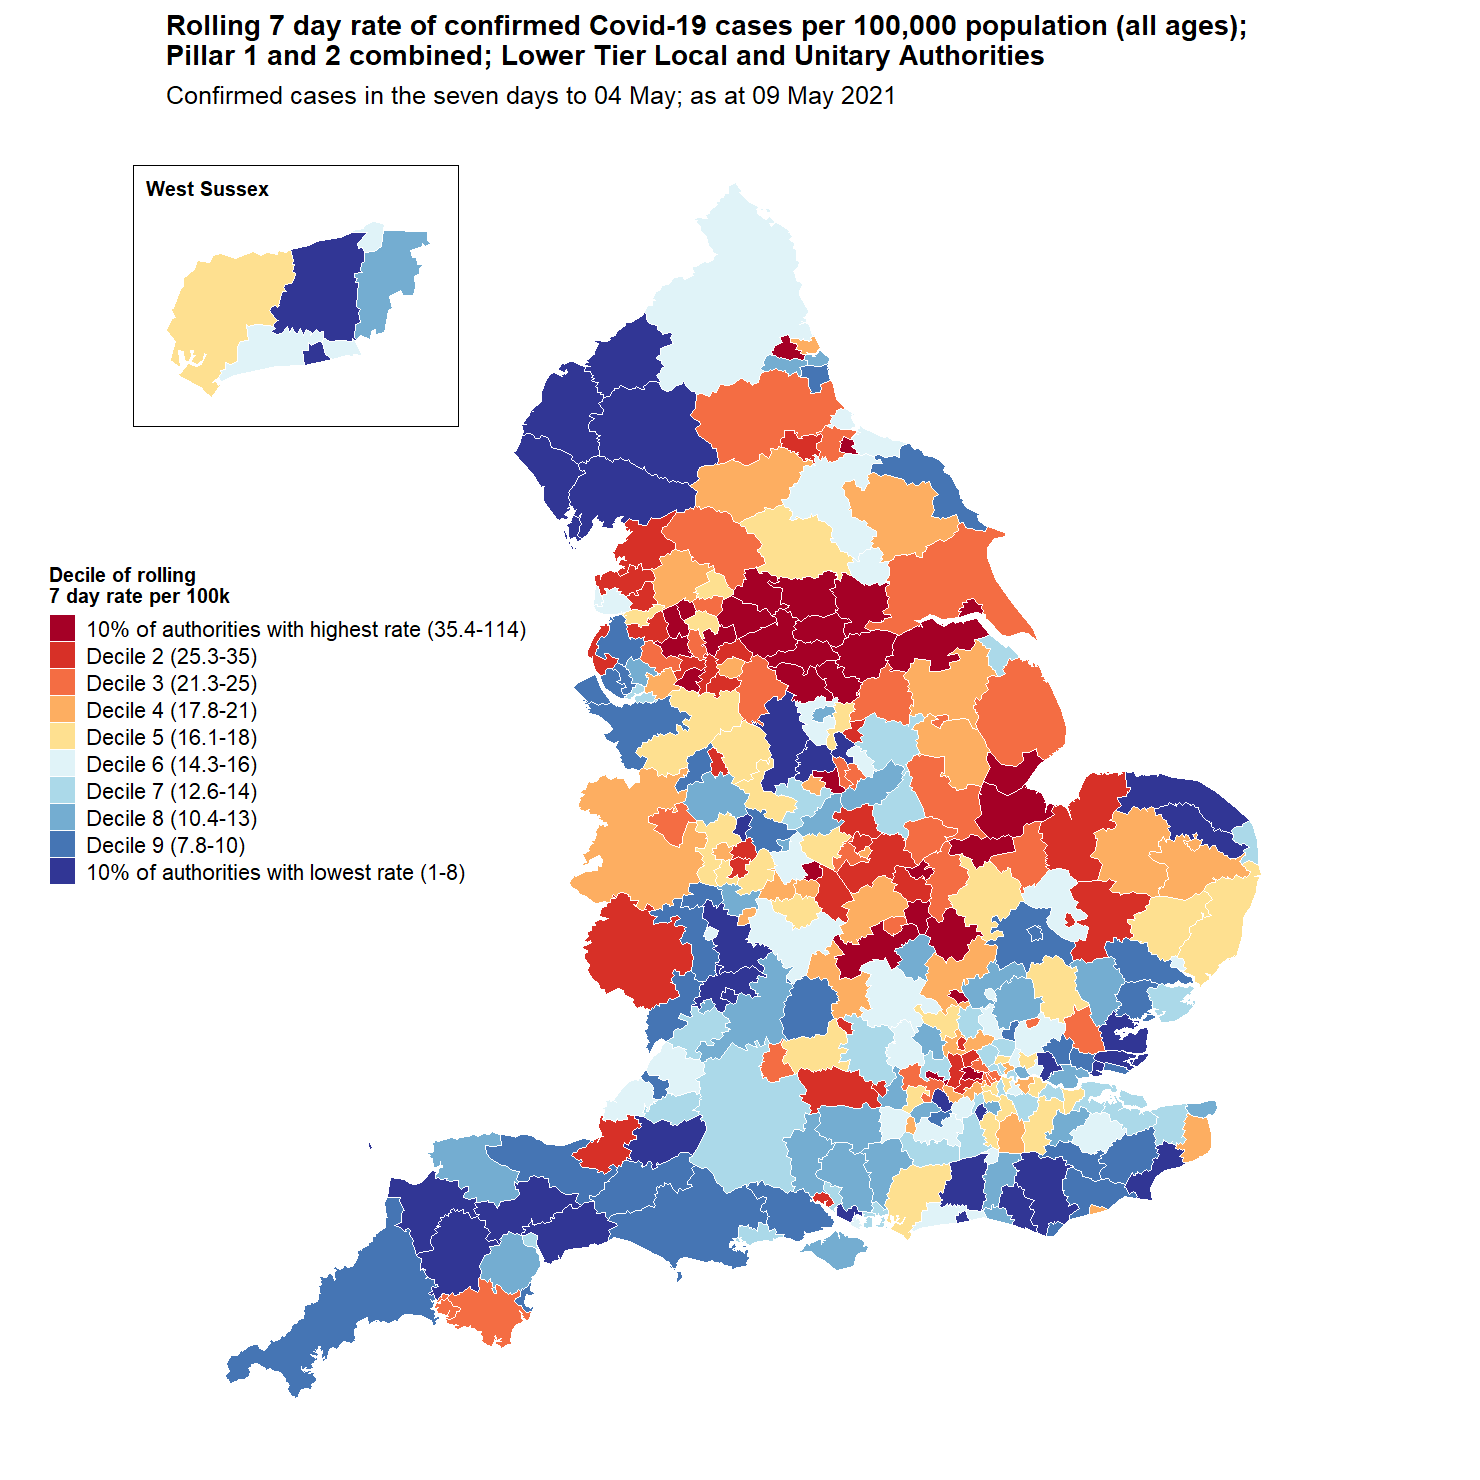 Rolling 7 day rate of confirmed Covid-19 cases per 100,000 population (all ages);
Pillar 1 and 2 combined; Lower Tier Local and Unitary Authorities
Confirmed cases in the seven days to 04 May; as at 09 May 2021
West Sussex
Decile of rolling
7 day rate per 100k
10% of authorities with highest rate (35.4-114)
Decile 2 (25.3-35)
Decile 3 (21.3-25)
Decile 4 (17.8-21)
Decile 5 (16.1-18)
Decile 6 (14.3-16)
Decile 7 (12.6-14)
Decile 8 (10.4-13)
Decile 9 (7.8-10)
10% of authorities with lowest rate (1-8)